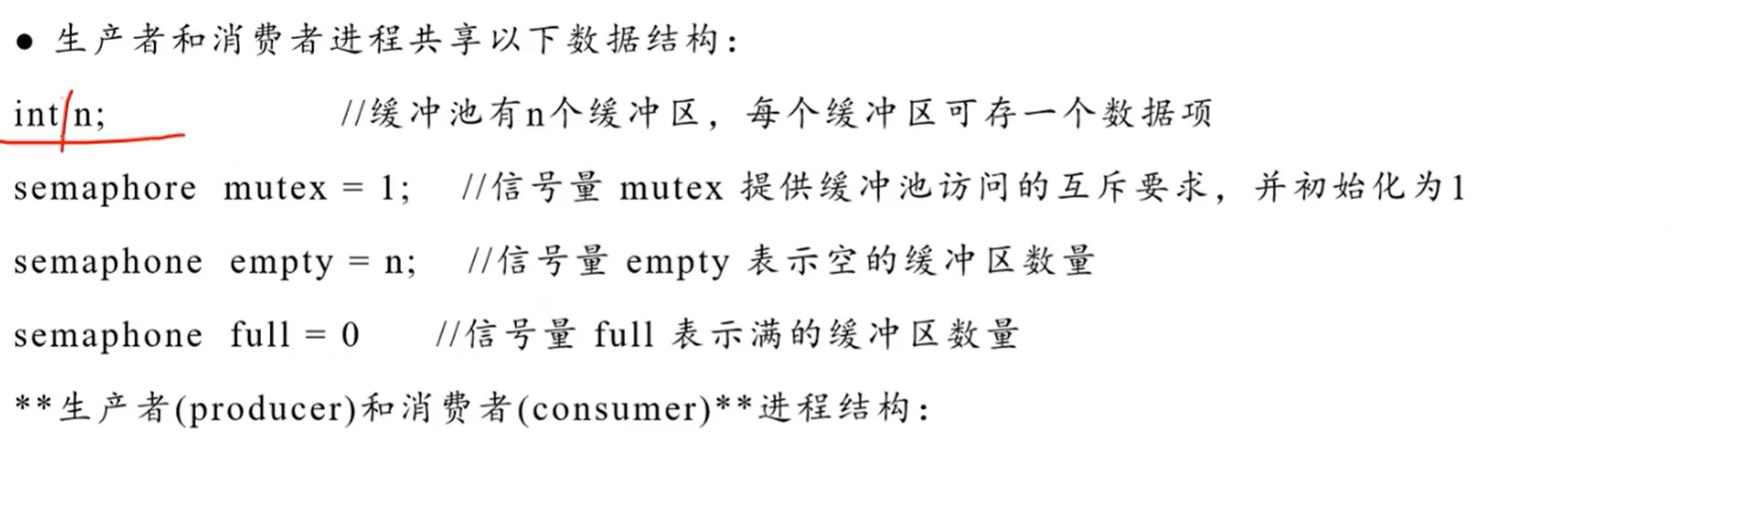 ● 生产者和消费者进程共享以下数据结构：
int n; //缓冲池有n个缓冲区，每个缓冲区可存一个数据项
semaphore mutex = 1; //信号量 mutex 提供缓冲池访问的互斥要求，并初始化为1
semaphone empty = n; //信号量 empty 表示空的缓冲区数量
semaphone full = 0 //信号量 full 表示满的缓冲区数量
**生产者(producer)和消费者(consumer)**进程结构：